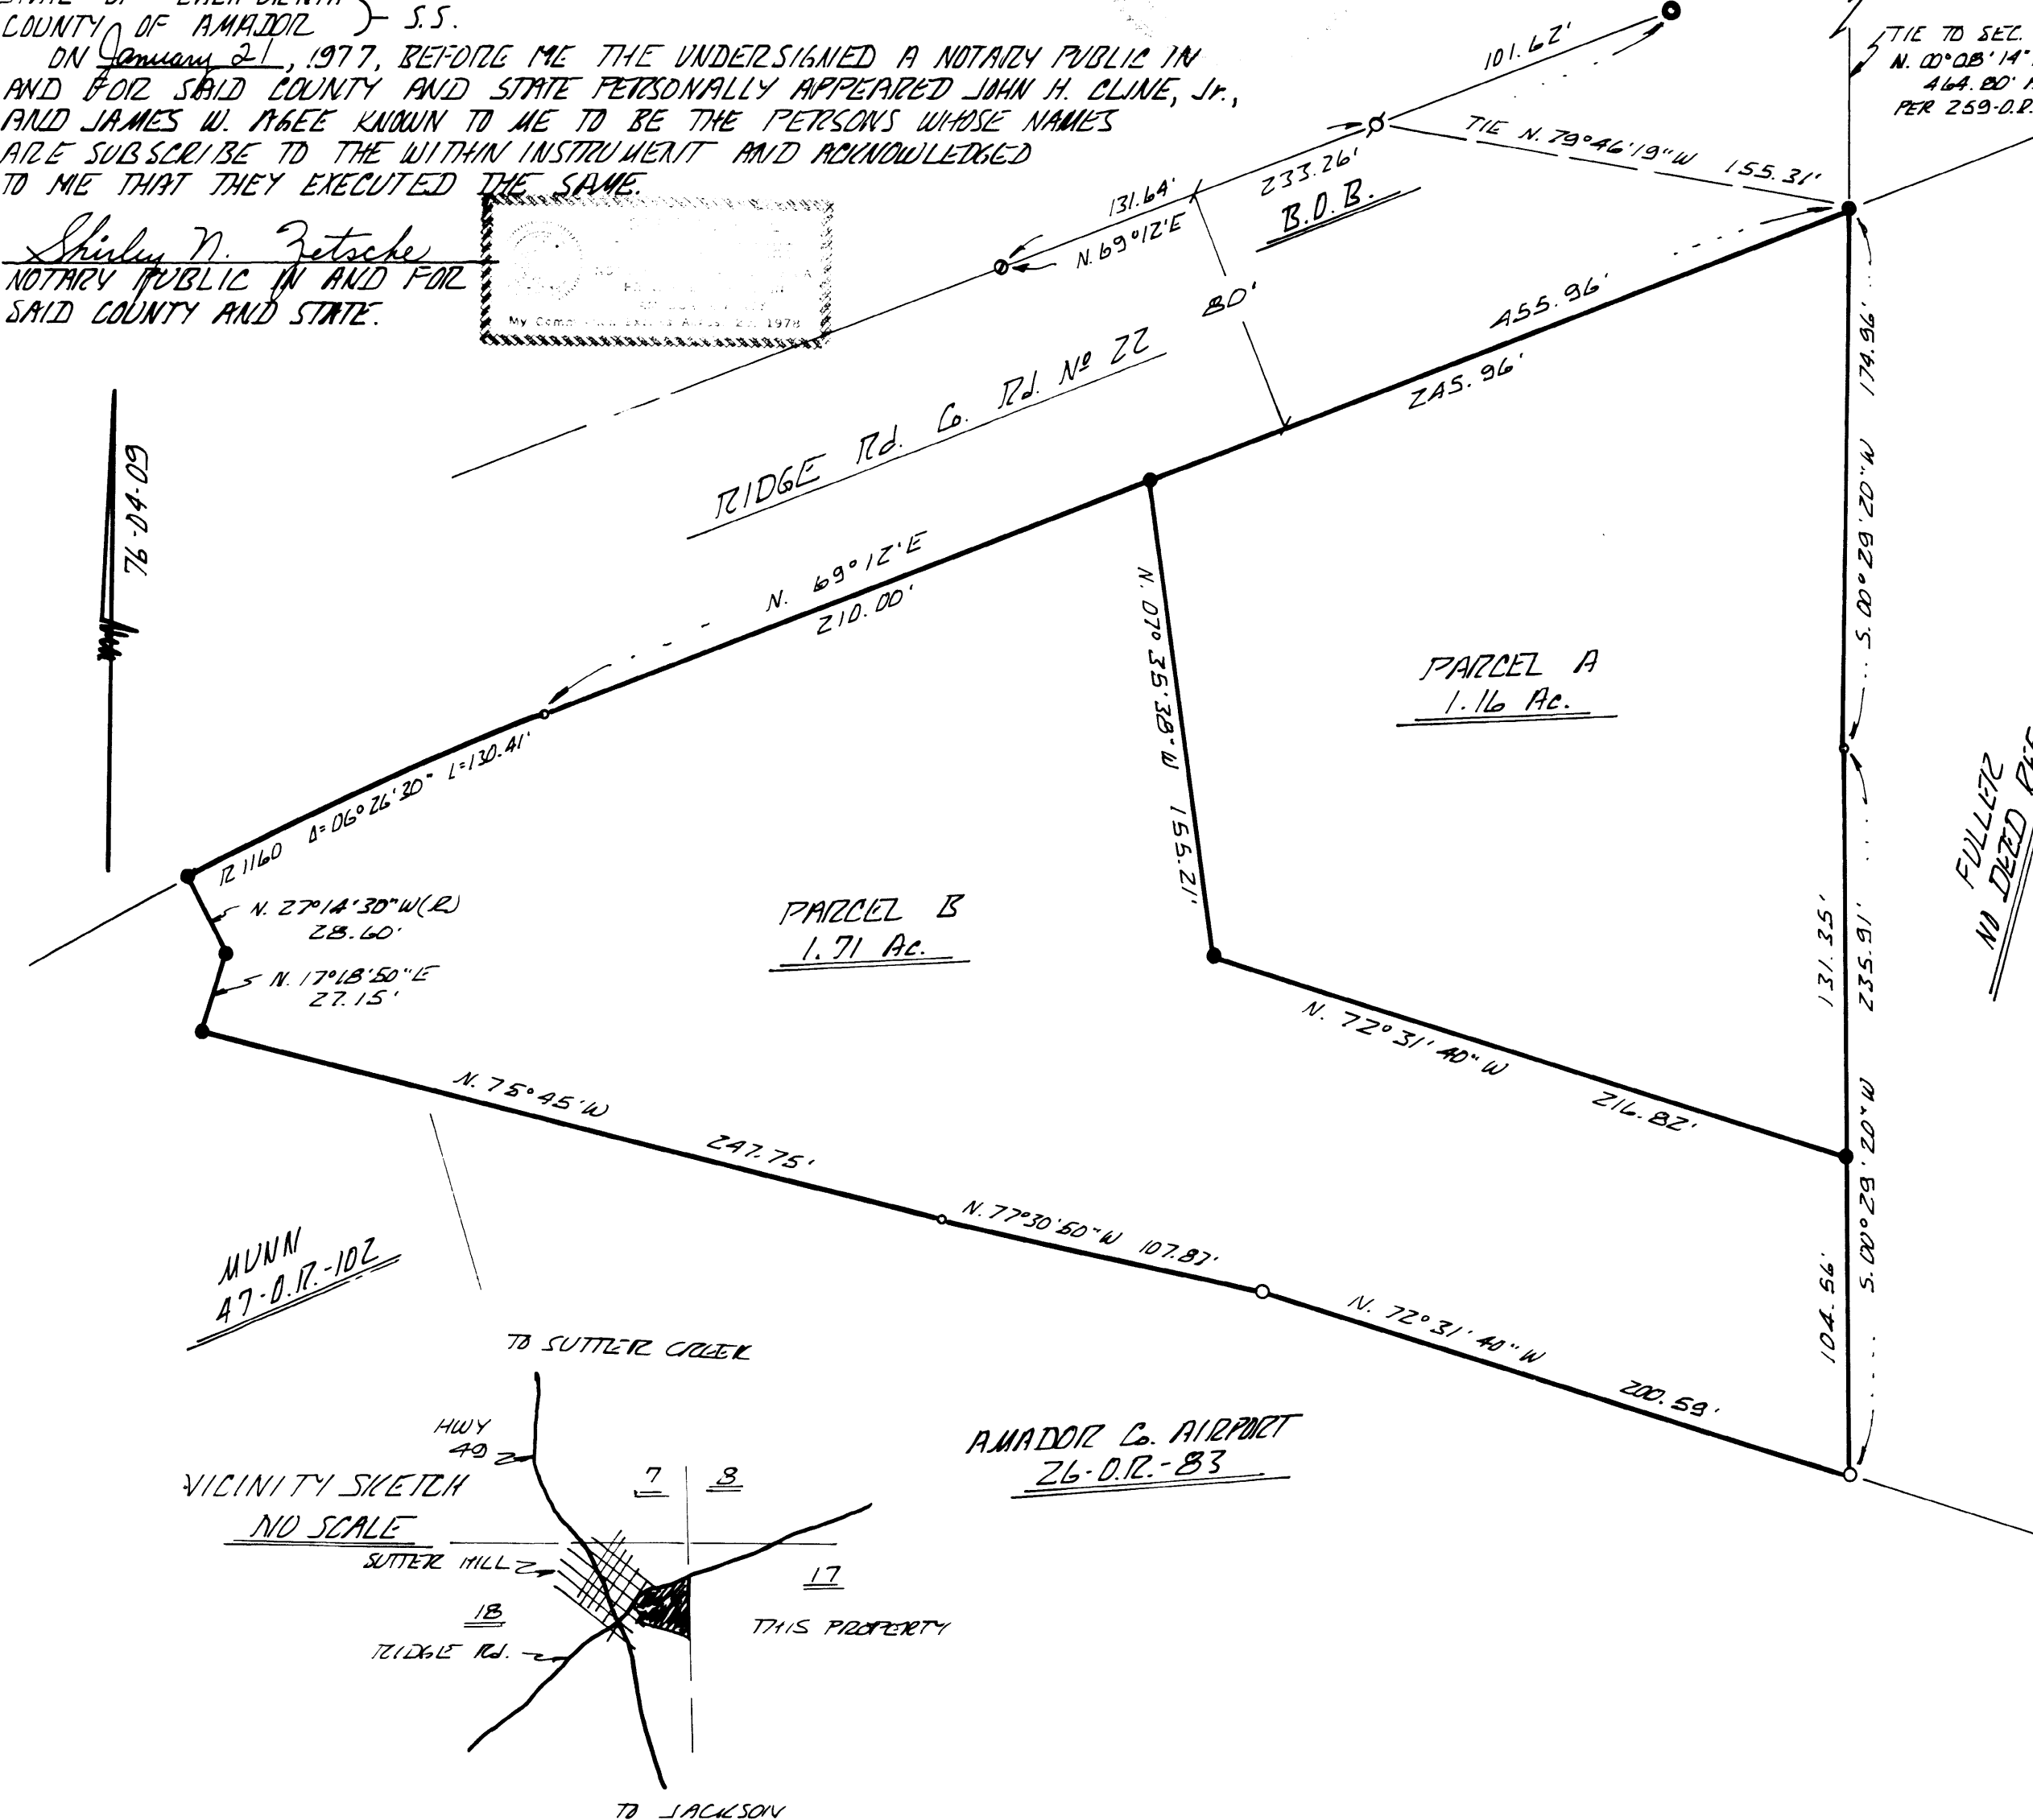 COUNTY OF AMADOR } S.S.
ON January 21, 1977, BEFORE ME THE UNDERSIGNED A NOTARY PUBLIC IN
AND FOR SAID COUNTY AND STATE PERSONALLY APPEARED JOHN H. CLINE, Jr.,
AND JAMES W. AGEE KNOWN TO ME TO BE THE PERSONS WHOSE NAMES
ARE SUBSCRIBE TO THE WITHIN INSTRUMENT AND ACKNOWLEDGED
TO ME THAT THEY EXECUTED THE SAME.
Shirley N. Zetsche
NOTARY PUBLIC IN AND FOR
SAID COUNTY AND STATE.
My 1978
101.62'
TIE TO SEC.
N. 00°08'14"
464.80'
PER 259-O.R.
TIE N. 79°46'19"W 155.31'
131.64'
N. 69°12'E
233.26'
B.O.B.
80'
RIDGE Rd. Co. Rd. Nº 22
455.96'
245.96'
174.96'
S. 00°29'20"W
76-04-09
N. 69°12'E
210.00'
N. 07°35'38"W 155.21'
PARCEL A
1.16 Ac.
FULLER
NO DEED
R 1160 Δ=06°26'30" L=130.41'
N. 27°14'30"W(R)
28.60'
N. 17°18'50"E
27.15'
PARCEL B
1.71 Ac.
131.35'
235.91'
N. 72°31'40"W
216.82'
N. 75°45'W
247.75'
N. 77°30'50"W 107.87'
N. 72°31'40"W
200.59'
104.56'
S. 00°29'20"W
MUNN
47-O.R.-102
AMADOR Co. AIRPORT
26-O.R.-83
TO SUTTER CREEK
HWY
49
VICINITY SKETCH
NO SCALE
7 8
SUTTER HILL
17
18
THIS PROPERTY
RIDGE Rd.
TO JACKSON